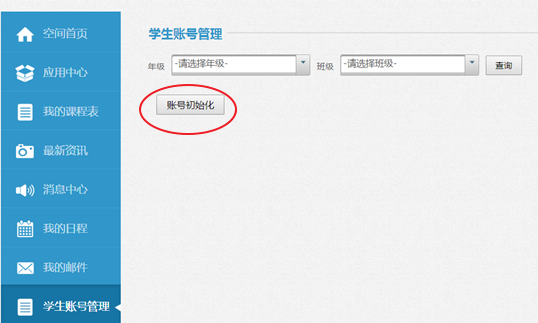 空间首页
应用中心
我的课程表
最新资讯
消息中心
我的日程
我的邮件
学生账号管理
学生账号管理
年级 -请选择年级- 班级 -请选择班级- 查询
账号初始化